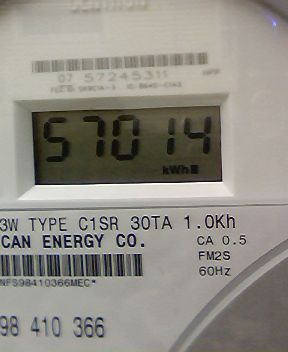 07 57245311
57014
kWh
3W TYPE C1SR 30TA 1.0Kh
CAN ENERGY CO.
CA 0.5
FM2S
60Hz
NFS98410366MEC*
98 410 366